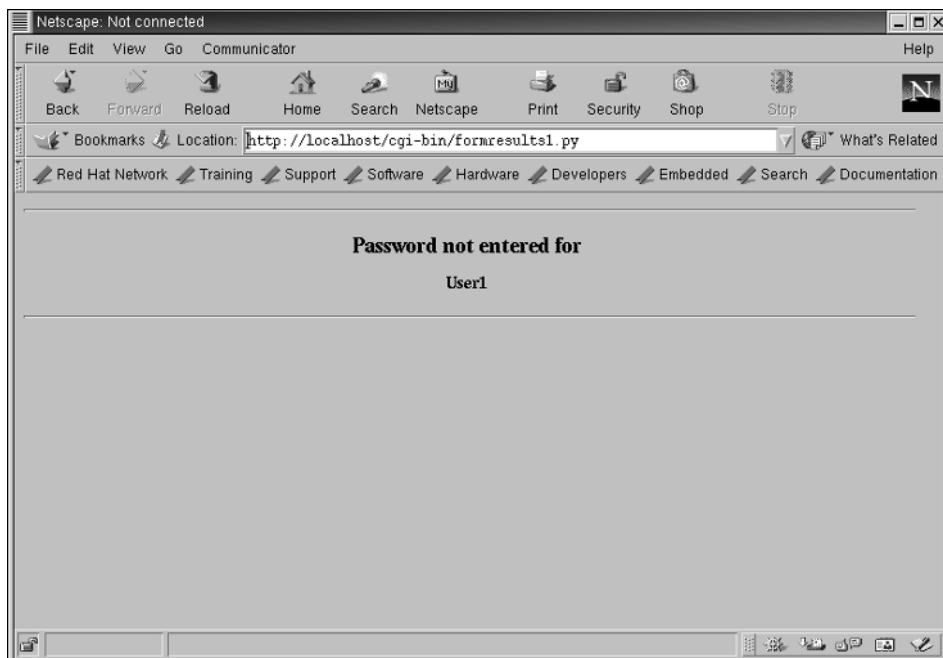 Netscape: Not connected
File Edit View Go Communicator Help
My N
Back Forward Reload Home Search Netscape Print Security Shop Stop
Bookmarks Location: http://localhost/cgi-bin/formresults1.py What's Related
Red Hat Network Training Support Software Hardware Developers Embedded Search Documentation
Password not entered for
User1